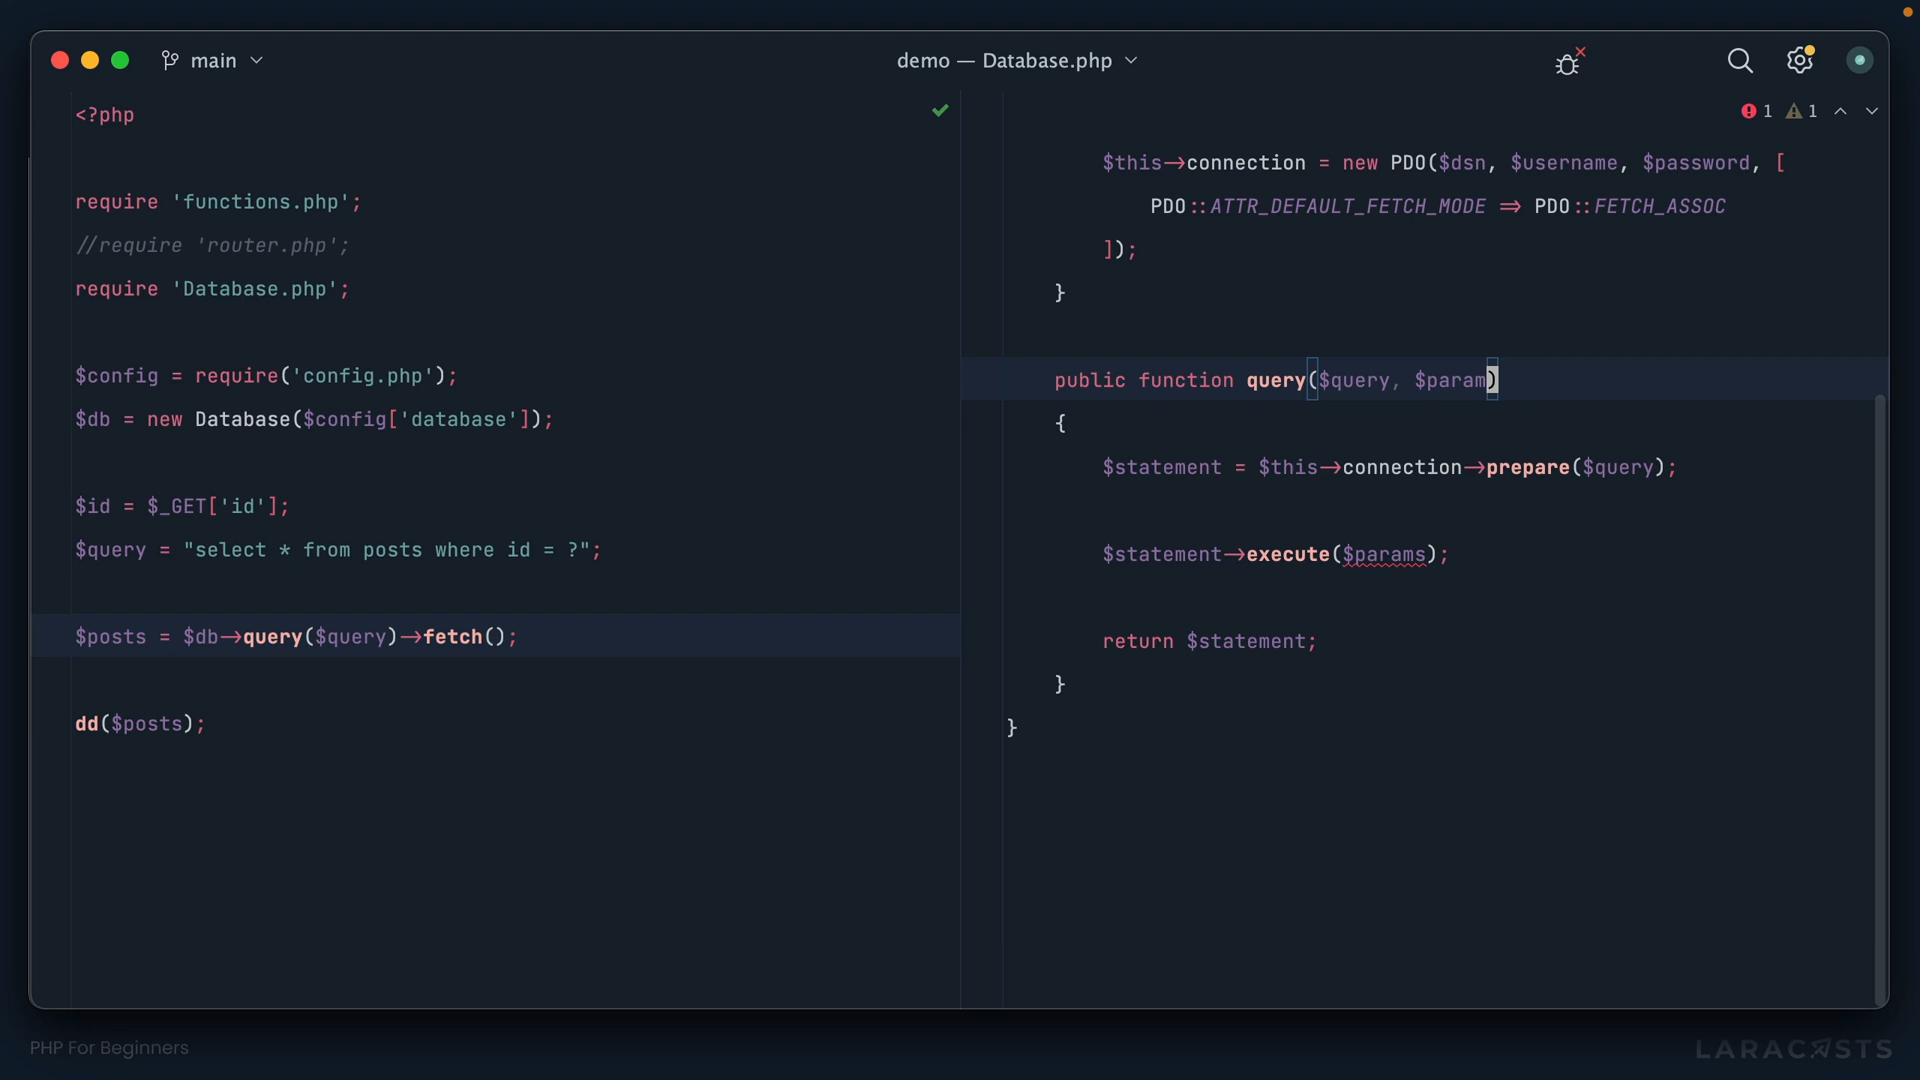 main
demo — Database.php
<?php
require 'functions.php';
//require 'router.php';
require 'Database.php';
$config = require('config.php');
$db = new Database($config['database']);
$id = $_GET['id'];
$query = "select * from posts where id = ?";
$posts = $db->query($query)->fetch();
dd($posts);
1 1
$this->connection = new PDO($dsn, $username, $password, [
PDO::ATTR_DEFAULT_FETCH_MODE => PDO::FETCH_ASSOC
]);
}
public function query($query, $param)
{
$statement = $this->connection->prepare($query);
$statement->execute($params);
return $statement;
}
}
PHP For Beginners
LARACASTS